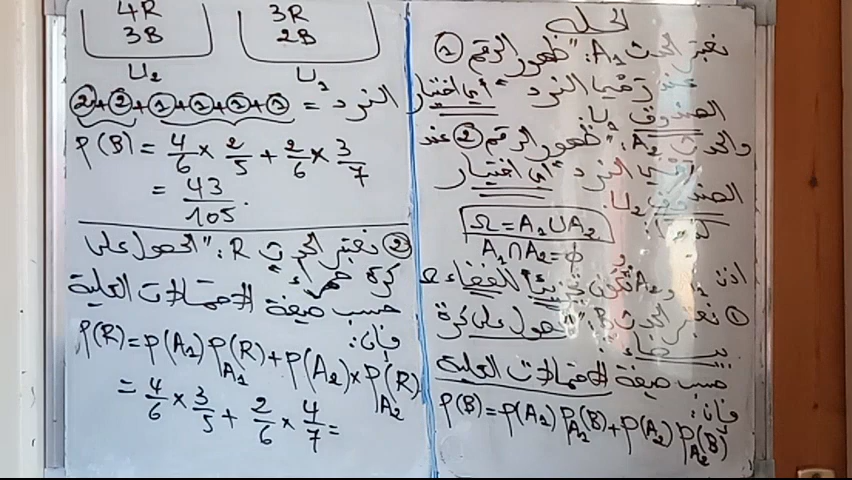 الحل
نعتبر الحدث A₁: "ظهور الرقم ①
عند رمي النرد" أي اختيار
الصندوق U₁
والحدث A₂: "ظهور الرقم ② عند
رمي النرد" أي اختيار
الصندوق U₂
لدينا:
Ω = A₁ ∪ A₂
و A₁ ∩ A₂ = ϕ
اذن A₁ و A₂ تكون تجزيئاً للفضاء Ω
① نعتبر الحدث B: "الحصول على كرة
بيضاء"
حسب صيغة الاحتمالات الكلية
فإن:
P(B) = P(A₁) P_A₁(B) + P(A₂) P_A₂(B)
4R 3R
3B 2B
U₂ U₁
النرد = ①+①+①+①+②+②
P(B) = 4/6 × 2/5 + 2/6 × 3/7
= 43/105.
② نعتبر الحدث R: "الحصول على
كرة حمراء"
حسب صيغة الاحتمالات الكلية
فإن:
P(R) = P(A₁) P_A₁(R) + P(A₂) × P_A₂(R)
= 4/6 × 3/5 + 2/6 × 4/7 =